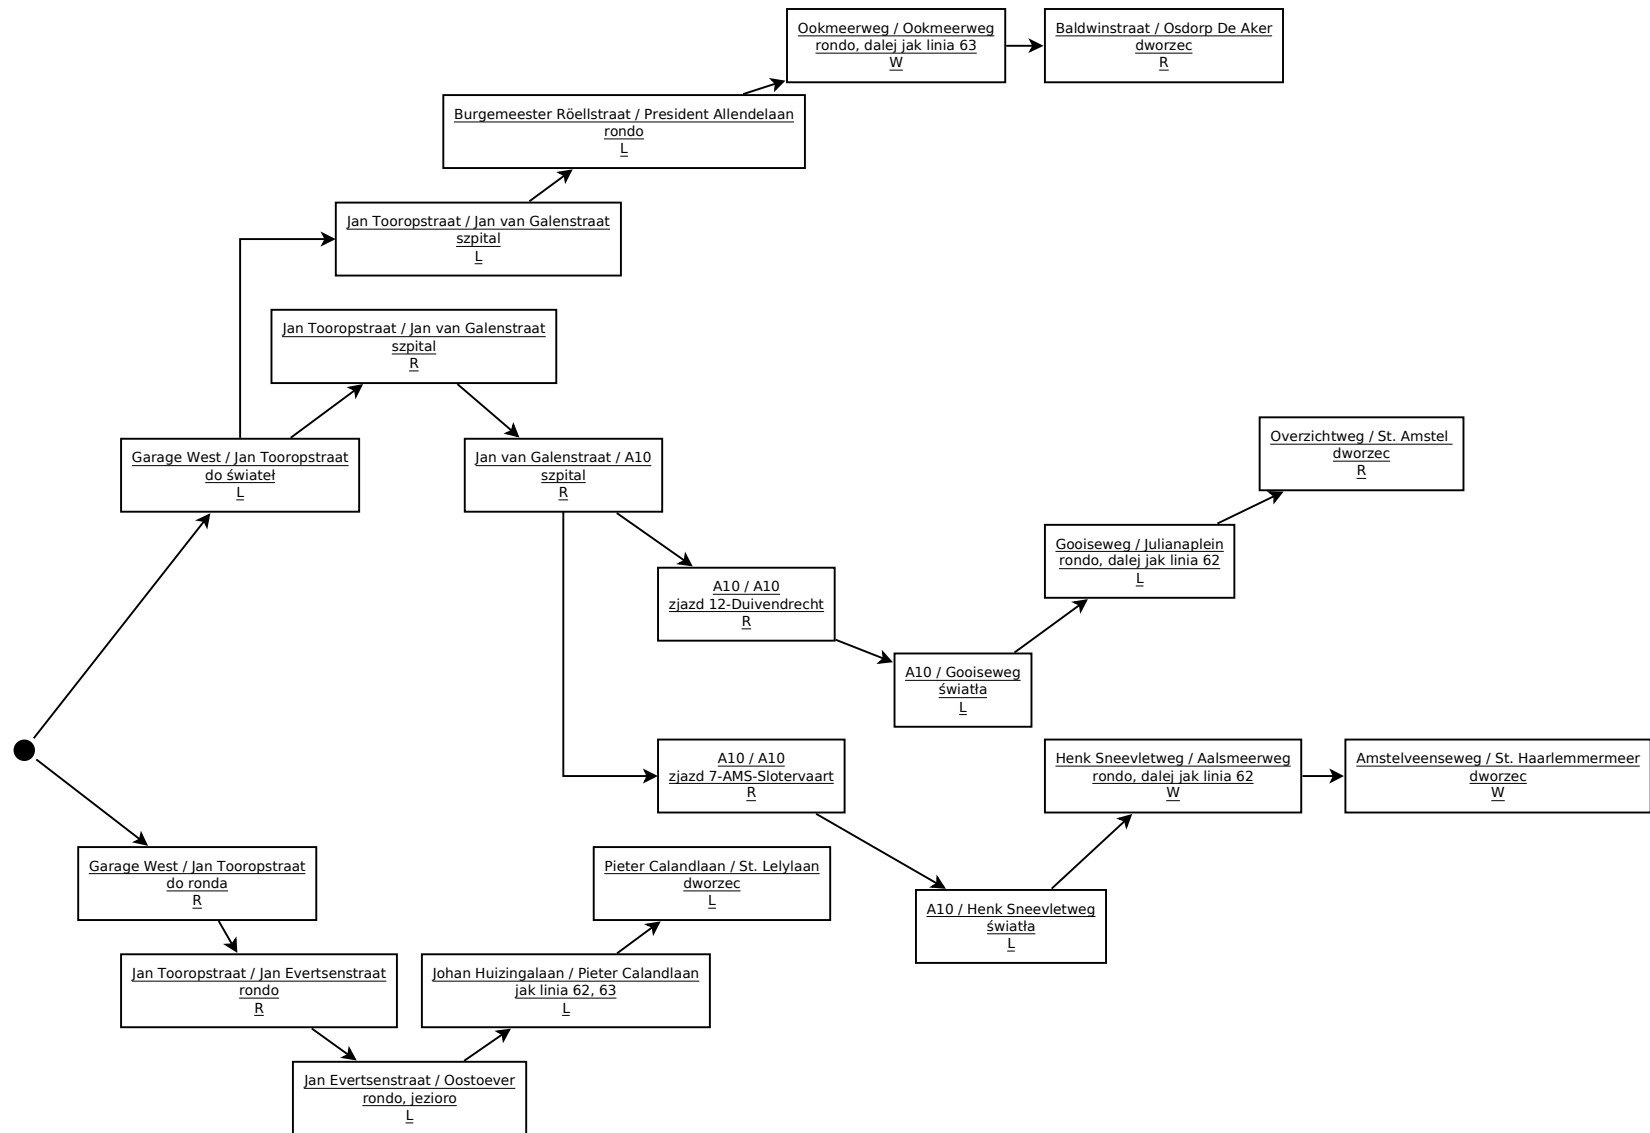 Ookmeerweg / Ookmeerweg
rondo, dalej jak linia 63
W
Baldwinstraat / Osdorp De Aker
dworzec
R
Burgemeester Röellstraat / President Allendelaan
rondo
L
Jan Tooropstraat / Jan van Galenstraat
szpital
L
Jan Tooropstraat / Jan van Galenstraat
szpital
R
Garage West / Jan Tooropstraat
do świateł
L
Jan van Galenstraat / A10
szpital
R
Overzichtweg / St. Amstel
dworzec
R
Gooiseweg / Julianaplein
rondo, dalej jak linia 62
L
A10 / A10
zjazd 12-Duivendrecht
R
A10 / Gooiseweg
światła
L
A10 / A10
zjazd 7-AMS-Slotervaart
R
Henk Sneevletweg / Aalsmeerweg
rondo, dalej jak linia 62
W
Amstelveenseweg / St. Haarlemmermeer
dworzec
W
Garage West / Jan Tooropstraat
do ronda
R
Pieter Calandlaan / St. Lelylaan
dworzec
L
A10 / Henk Sneevletweg
światła
L
Jan Tooropstraat / Jan Evertsenstraat
rondo
R
Johan Huizingalaan / Pieter Calandlaan
jak linia 62, 63
L
Jan Evertsenstraat / Oostoever
rondo, jezioro
L